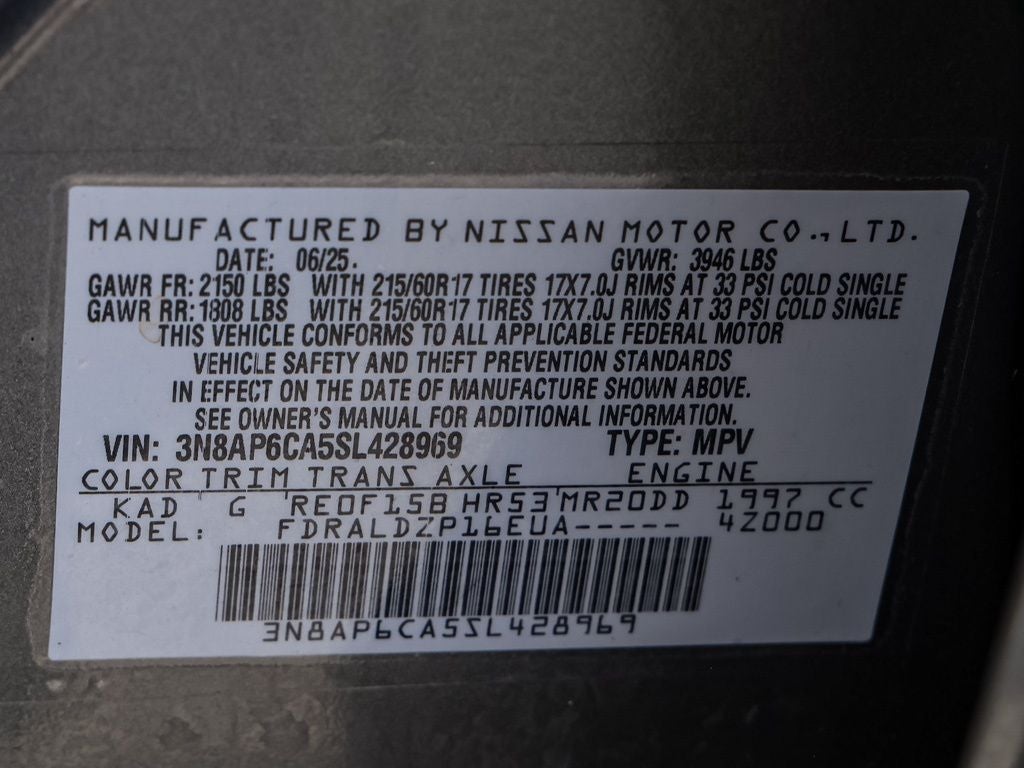 MANUFACTURED BY NISSAN MOTOR CO.,LTD.
DATE: 06/25. GVWR: 3946 LBS
GAWR FR: 2150 LBS WITH 215/60R17 TIRES 17X7.0J RIMS AT 33 PSI COLD SINGLE
GAWR RR: 1808 LBS WITH 215/60R17 TIRES 17X7.0J RIMS AT 33 PSI COLD SINGLE
THIS VEHICLE CONFORMS TO ALL APPLICABLE FEDERAL MOTOR
VEHICLE SAFETY AND THEFT PREVENTION STANDARDS
IN EFFECT ON THE DATE OF MANUFACTURE SHOWN ABOVE.
SEE OWNER'S MANUAL FOR ADDITIONAL INFORMATION.
VIN: 3N8AP6CA5SL428969 TYPE: MPV
COLOR TRIM TRANS AXLE ENGINE
KAD G RE0F15B HR53 MR20DD 1997 CC
MODEL: FDRALDZP16EUA----- 4Z000
3N8AP6CA5SL428969